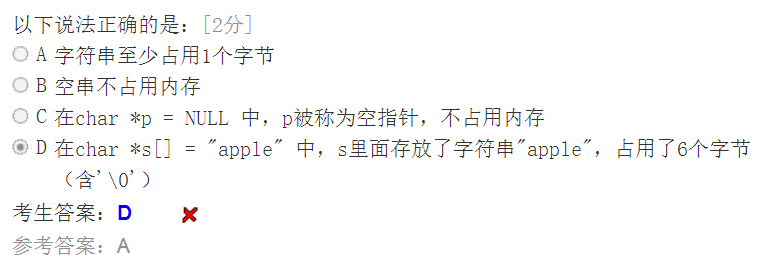 以下说法正确的是：[2分]
A 字符串至少占用1个字节
B 空串不占用内存
C 在char *p = NULL 中，p被称为空指针，不占用内存
D 在char *s[] = "apple" 中，s里面存放了字符串"apple"，占用了6个字节
（含'\0'）
考生答案：D
参考答案：A